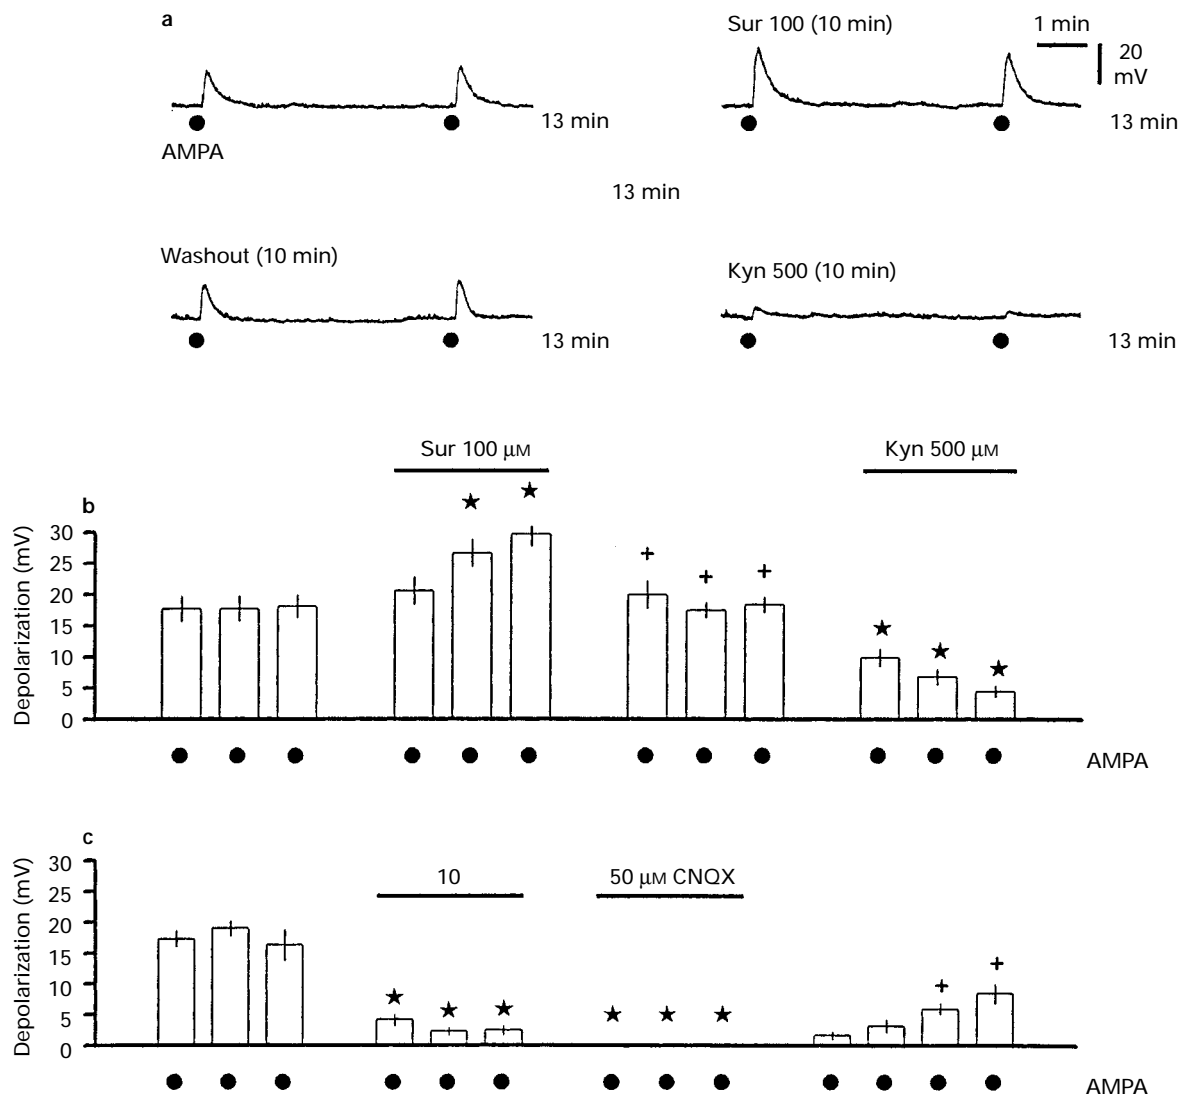 a
Sur 100 (10 min)
1 min
20
mV
13 min
13 min
AMPA
13 min
Washout (10 min)
Kyn 500 (10 min)
13 min
13 min
Sur 100 μM
Kyn 500 μM
b
Depolarization (mV)
30
25
20
15
10
5
0
AMPA
c
Depolarization (mV)
30
25
20
15
10
5
0
10
50 μM CNQX
AMPA